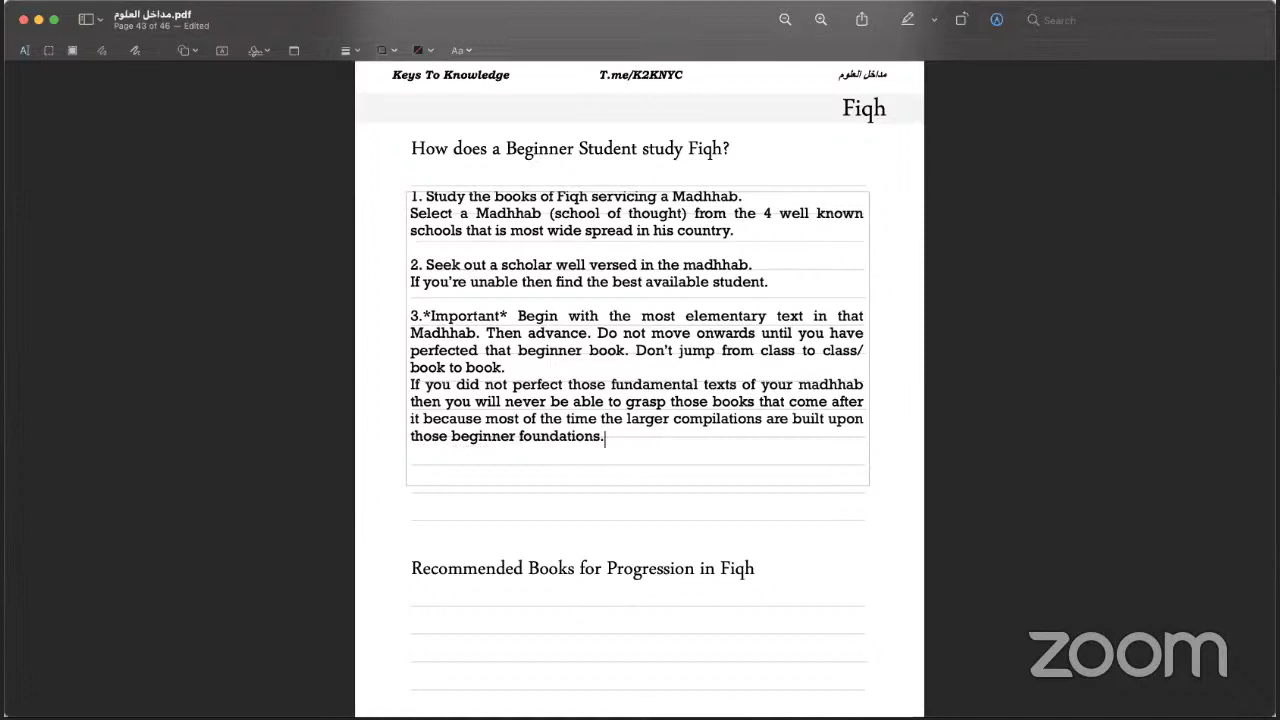 مداخل العلوم.pdf
Page 43 of 46 — Edited
Search
Aa
Keys To Knowledge T.me/K2KNYC مداخل العلوم
Fiqh
How does a Beginner Student study Fiqh?
1. Study the books of Fiqh servicing a Madhhab.
Select a Madhhab (school of thought) from the 4 well known
schools that is most wide spread in his country.
2. Seek out a scholar well versed in the madhhab.
If you're unable then find the best available student.
3.*Important* Begin with the most elementary text in that
Madhhab. Then advance. Do not move onwards until you have
perfected that beginner book. Don't jump from class to class/
book to book.
If you did not perfect those fundamental texts of your madhhab
then you will never be able to grasp those books that come after
it because most of the time the larger compilations are built upon
those beginner foundations.
Recommended Books for Progression in Fiqh
zoom